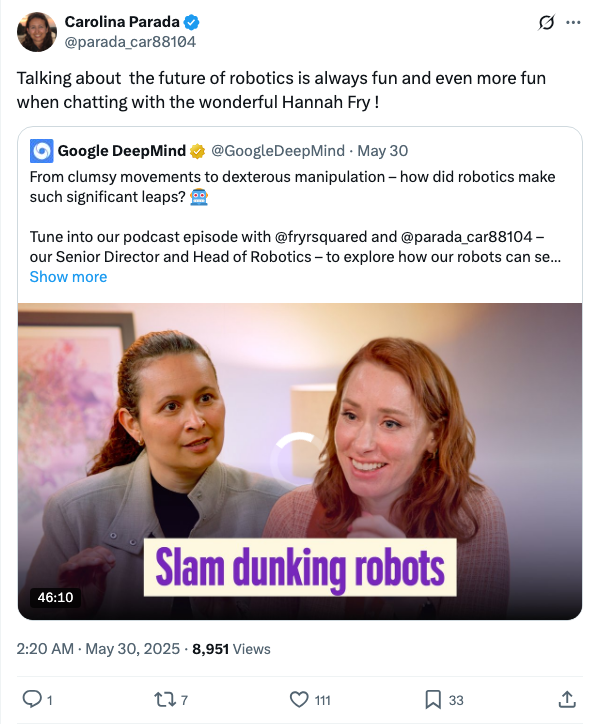 Carolina Parada
@parada_car88104
Talking about  the future of robotics is always fun and even more fun
when chatting with the wonderful Hannah Fry !
Google DeepMind @GoogleDeepMind · May 30
From clumsy movements to dexterous manipulation – how did robotics make
such significant leaps? 🤖
Tune into our podcast episode with @fryrsquared and @parada_car88104 –
our Senior Director and Head of Robotics – to explore how our robots can se...
Show more
Slam dunking robots
46:10
2:20 AM · May 30, 2025 · 8,951 Views
1 7 111 33